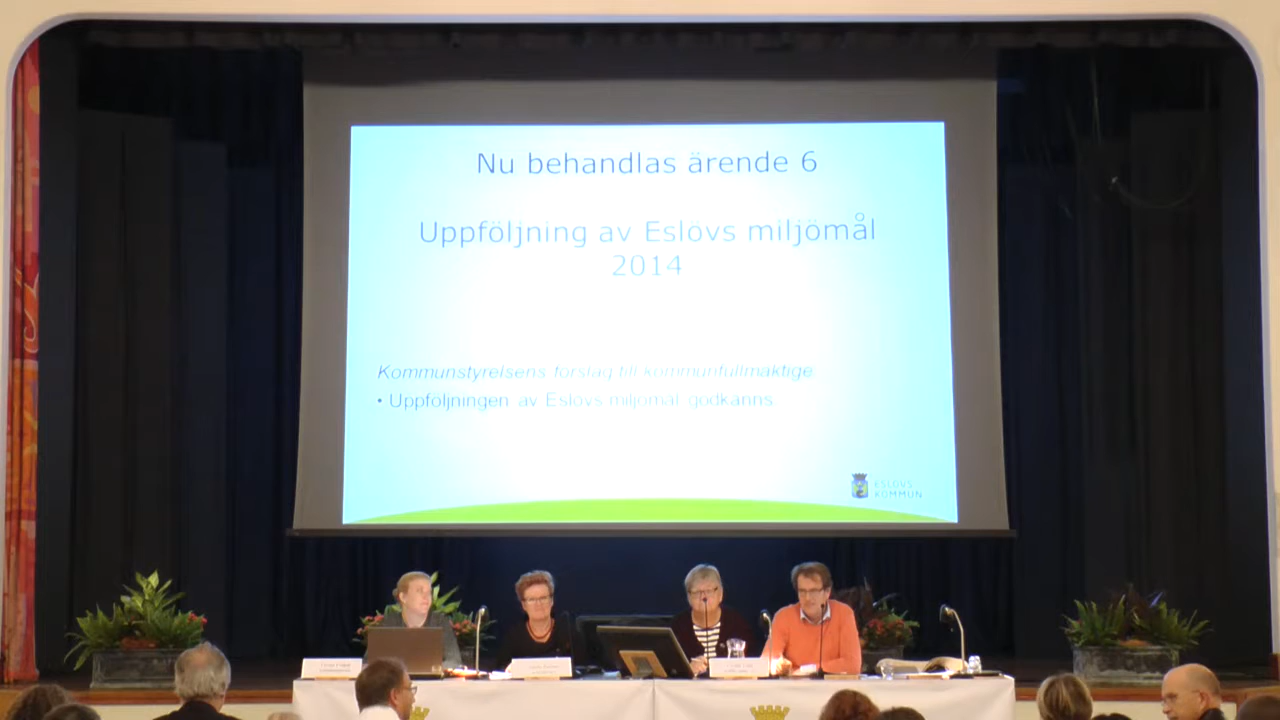 Nu behandlas ärende 6
Uppföljning av Eslövs miljömål
2014
Kommunstyrelsens förslag till kommunfullmäktige
• Uppföljningen av Eslövs miljömål godkänns
ESLÖVS
KOMMUN